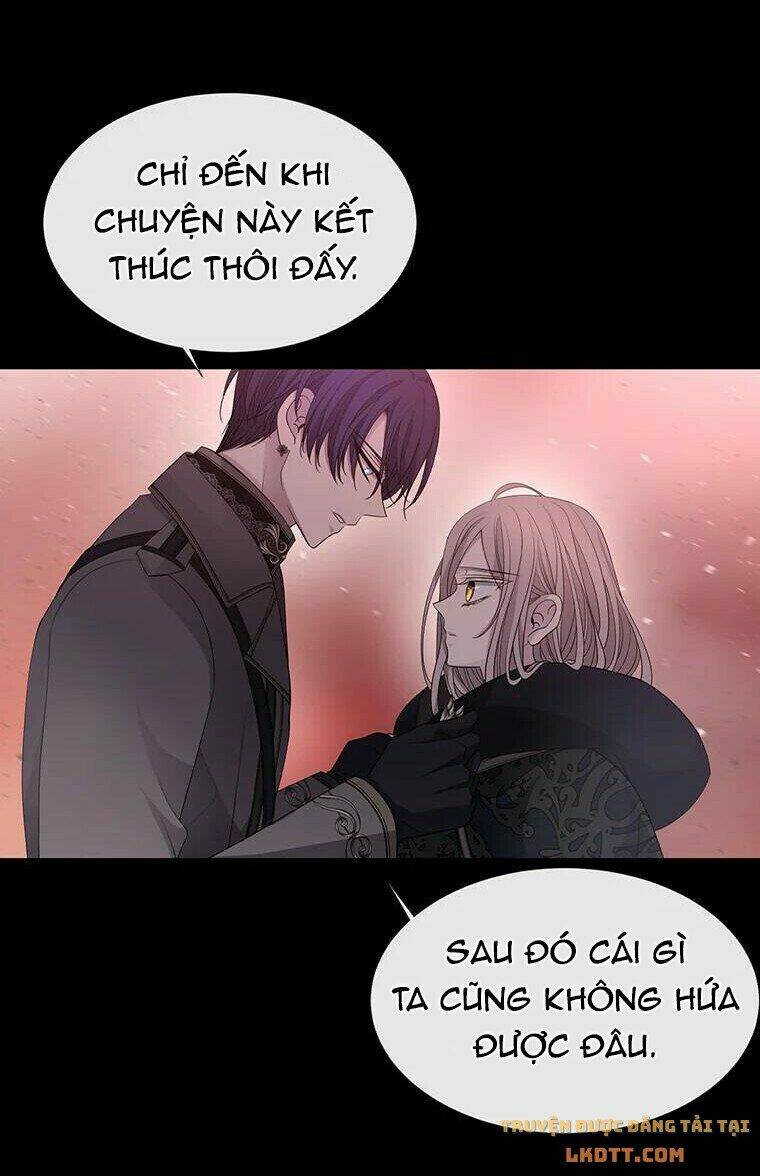 CHỈ ĐẾN KHI
CHUYỆN NÀY KẾT
THÚC THÔI ĐẤY.
SAU ĐÓ CÁI GÌ
TA CŨNG KHÔNG HỨA
ĐƯỢC ĐÂU.
TRUYỆN ĐƯỢC ĐĂNG TẢI TẠI
LKDTT.COM